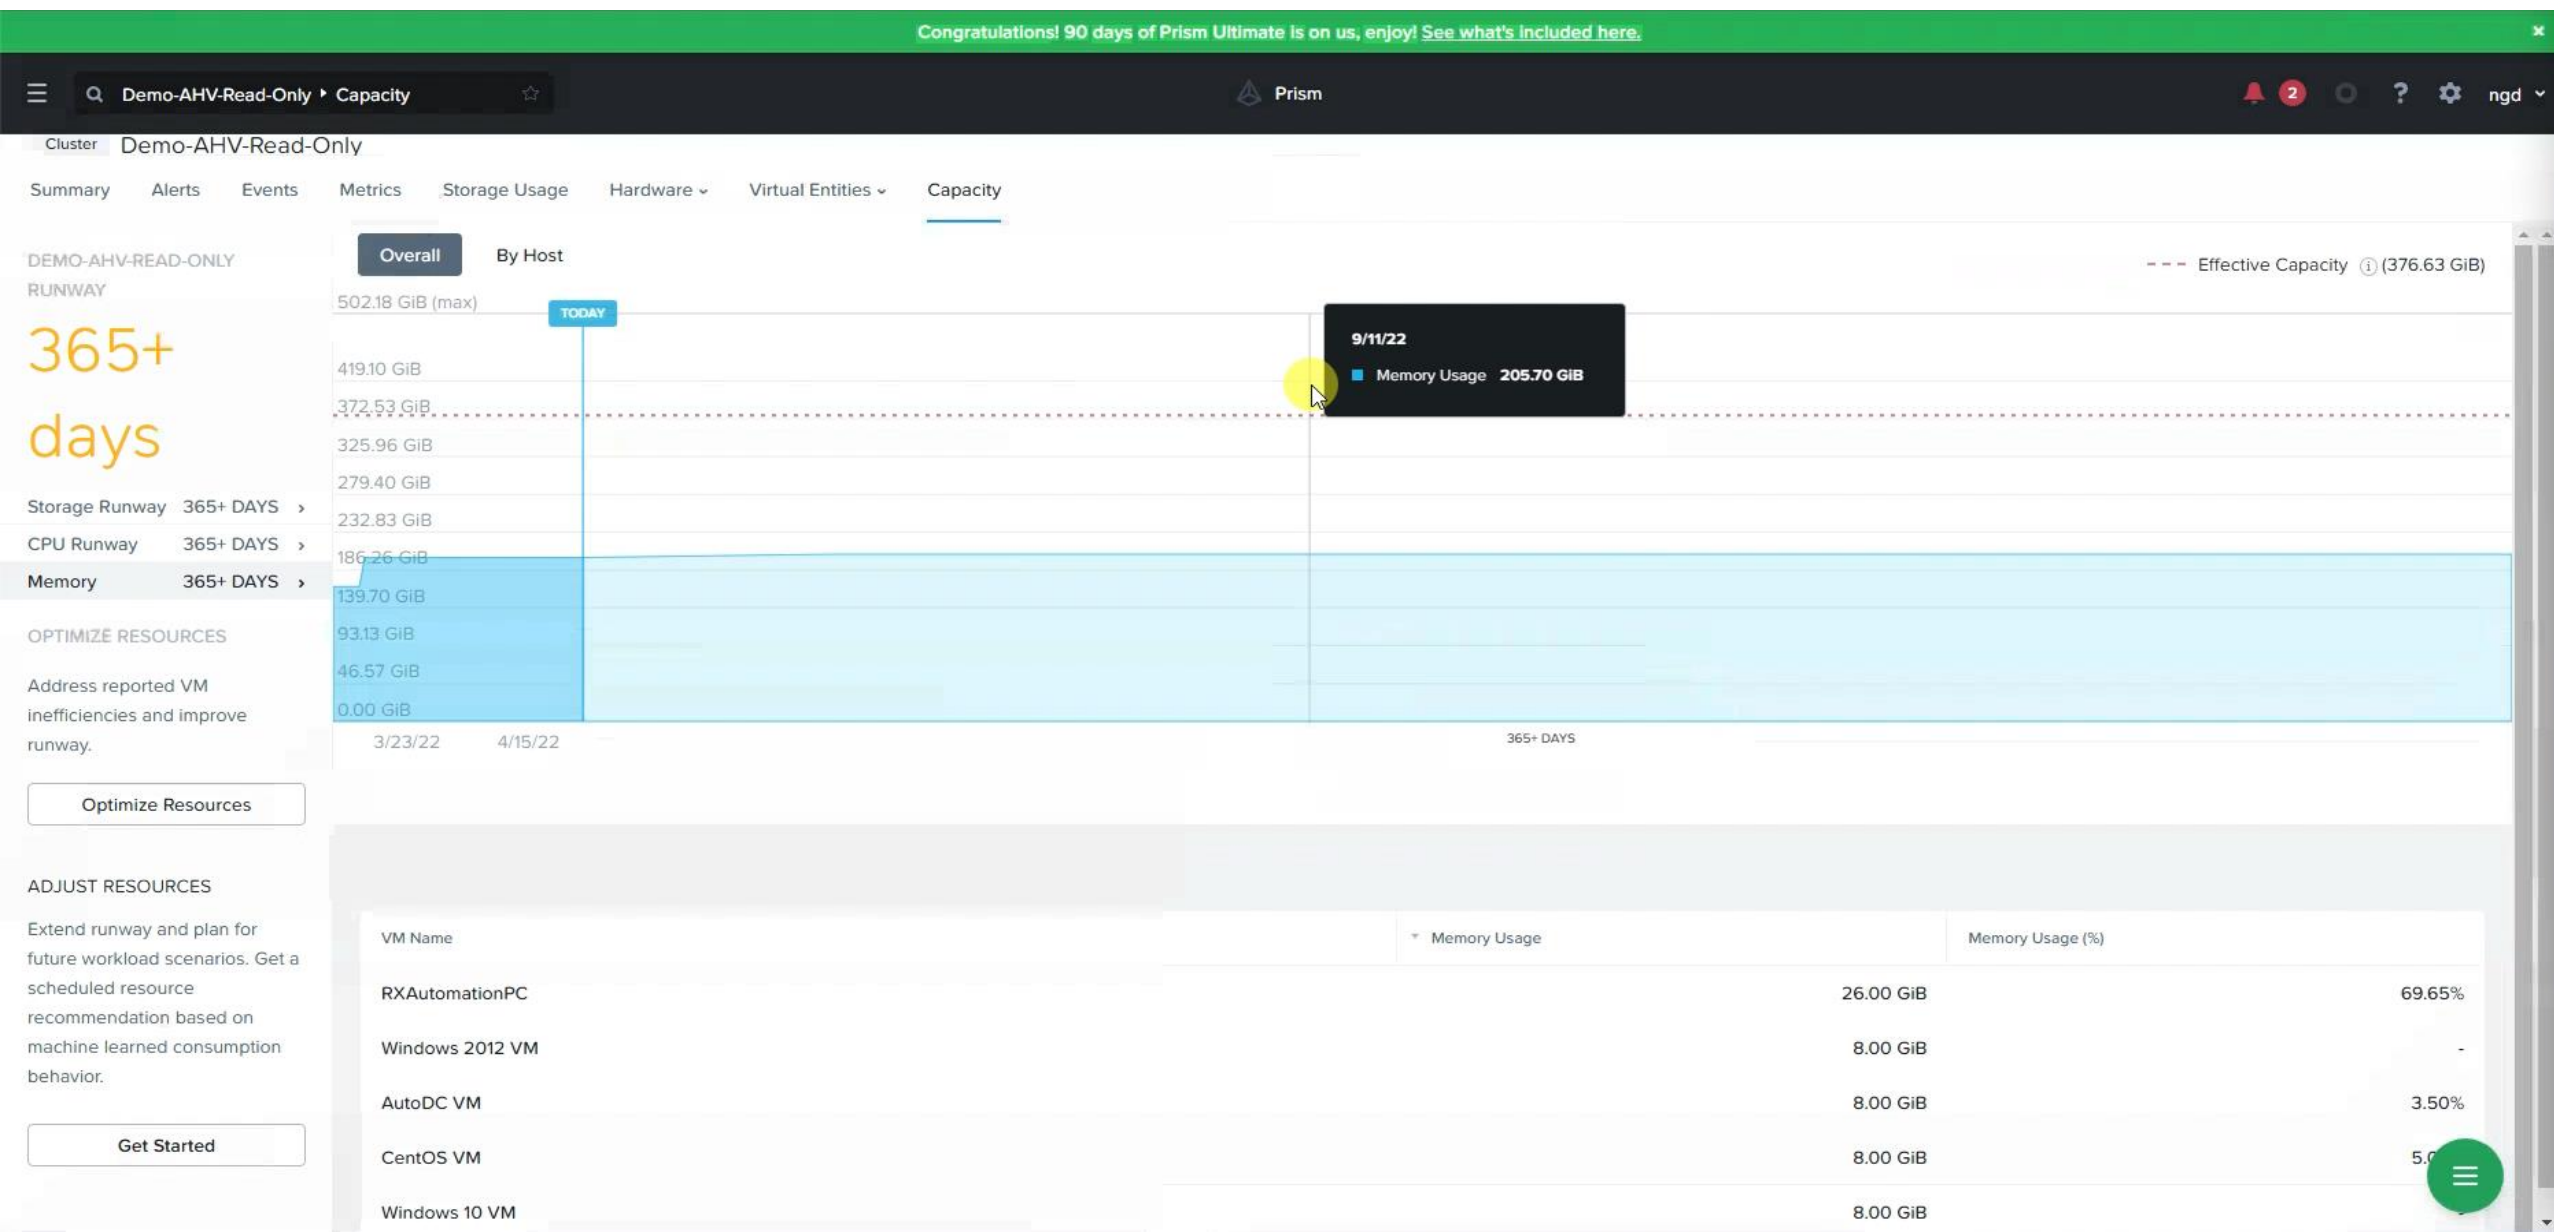 Congratulations! 90 days of Prism Ultimate is on us, enjoy! See what's included here.
Demo-AHV-Read-Only ▸ Capacity
Prism
2
?
ngd
Cluster Demo-AHV-Read-Only
Summary Alerts Events Metrics Storage Usage Hardware Virtual Entities Capacity
DEMO-AHV-READ-ONLY
RUNWAY
365+
days
Storage Runway 365+ DAYS
CPU Runway 365+ DAYS
Memory 365+ DAYS
OPTIMIZE RESOURCES
Address reported VM
inefficiencies and improve
runway.
Optimize Resources
ADJUST RESOURCES
Extend runway and plan for
future workload scenarios. Get a
scheduled resource
recommendation based on
machine learned consumption
behavior.
Get Started
Overall By Host
Effective Capacity (376.63 GiB)
502.18 GiB (max)
TODAY
419.10 GiB
372.53 GiB
325.96 GiB
279.40 GiB
232.83 GiB
186.26 GiB
139.70 GiB
93.13 GiB
46.57 GiB
0.00 GiB
9/11/22
Memory Usage 205.70 GiB
3/23/22 4/15/22
365+ DAYS
VM Name Memory Usage Memory Usage (%)
RXAutomationPC 26.00 GiB 69.65%
Windows 2012 VM 8.00 GiB -
AutoDC VM 8.00 GiB 3.50%
CentOS VM 8.00 GiB
Windows 10 VM 8.00 GiB